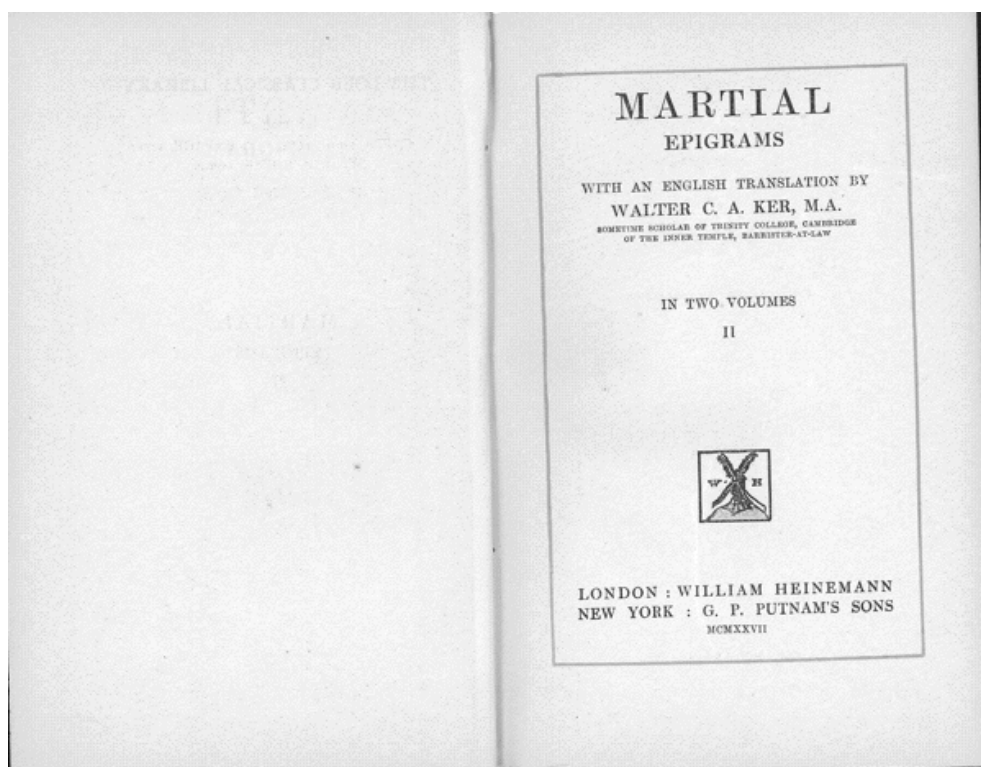 MARTIAL
EPIGRAMS
WITH AN ENGLISH TRANSLATION BY
WALTER C. A. KER, M.A.
SOMETIME SCHOLAR OF TRINITY COLLEGE, CAMBRIDGE
OF THE INNER TEMPLE, BARRISTER-AT-LAW
IN TWO VOLUMES
II
W H
LONDON : WILLIAM HEINEMANN
NEW YORK : G. P. PUTNAM'S SONS
MCMXXVII